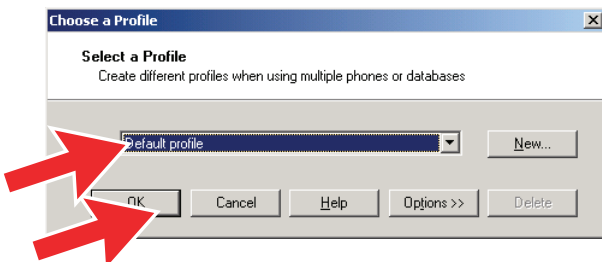 Choose a Profile
Select a Profile
Create different profiles when using multiple phones or databases
Default profile
New...
OK Cancel Help Options >> Delete